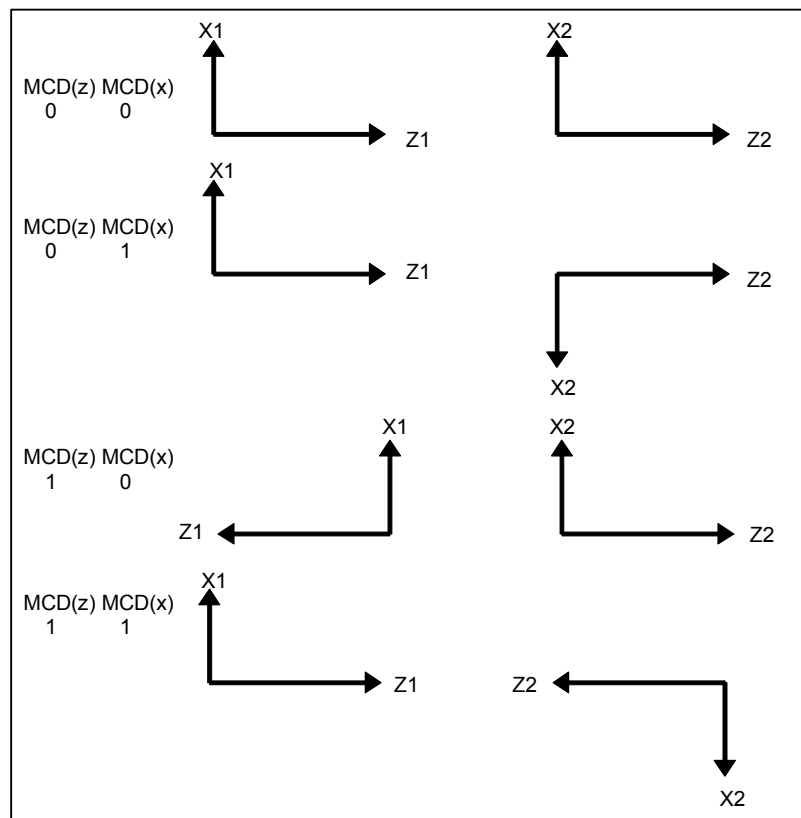 X1 X2
MCD(z) MCD(x)
0 0
Z1 Z2
X1
MCD(z) MCD(x)
0 1
Z1 Z2
X2
X1 X2
MCD(z) MCD(x)
1 0
Z1 Z2
X1
MCD(z) MCD(x)
1 1
Z1 Z2
X2